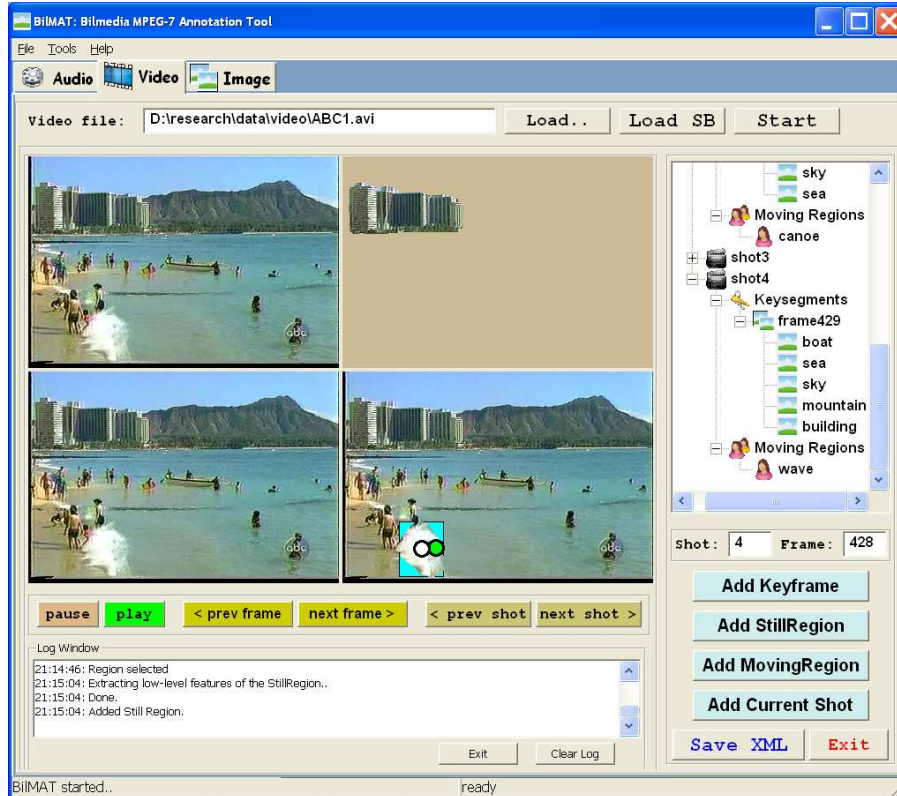 BilMAT: Bilmedia MPEG-7 Annotation Tool
File Tools Help
Audio Video Image
Video file: D:\research\data\video\ABC1.avi Load.. Load SB Start
sky
sea
Moving Regions
canoe
shot3
shot4
Keysegments
frame429
boat
sea
sky
mountain
building
Moving Regions
wave
abc
abc
abc
Shot: 4 Frame: 428
Add Keyframe
Add StillRegion
Add MovingRegion
Add Current Shot
Save XML Exit
pause play < prev frame next frame > < prev shot next shot >
Log Window
21:14:46: Region selected
21:15:04: Extracting low-level features of the StillRegion..
21:15:04: Done.
21:15:04: Added Still Region.
Exit Clear Log
BilMAT started.. ready